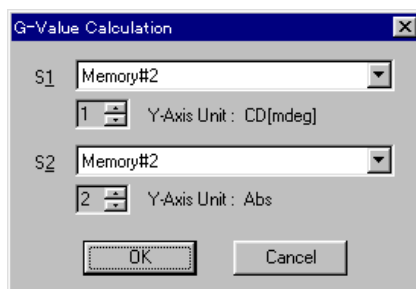 G-Value Calculation
S1 Memory#2
1 Y-Axis Unit : CD[mdeg]
S2 Memory#2
2 Y-Axis Unit : Abs
OK Cancel